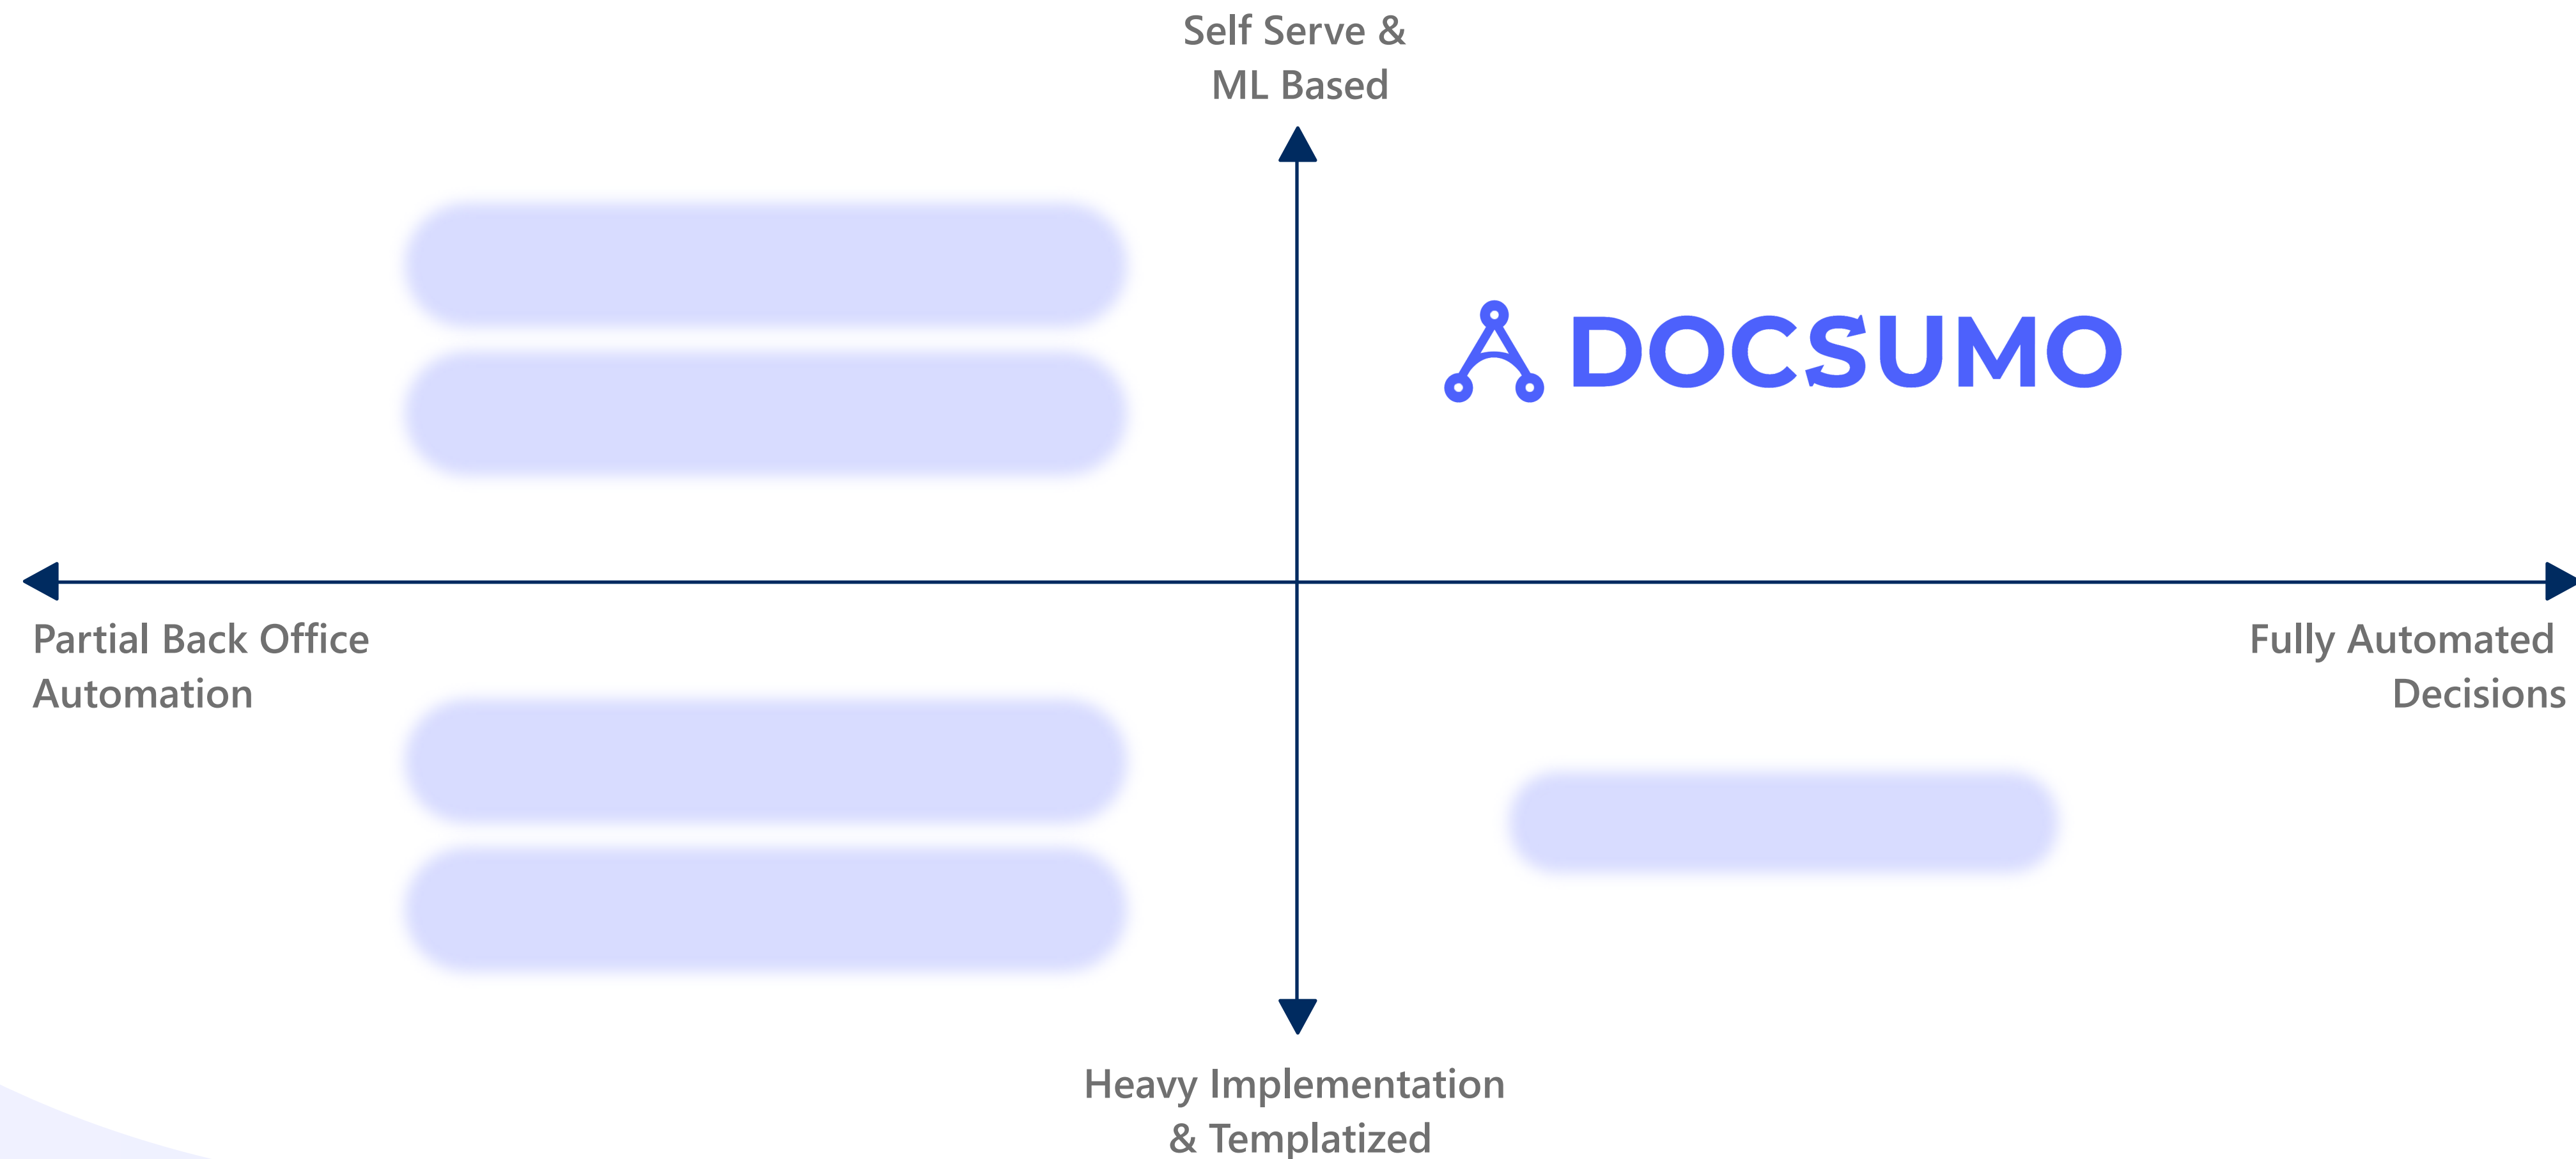 Self Serve &
ML Based
DOCSUMO
Partial Back Office
Automation
Fully Automated
Decisions
Heavy Implementation
& Templatized